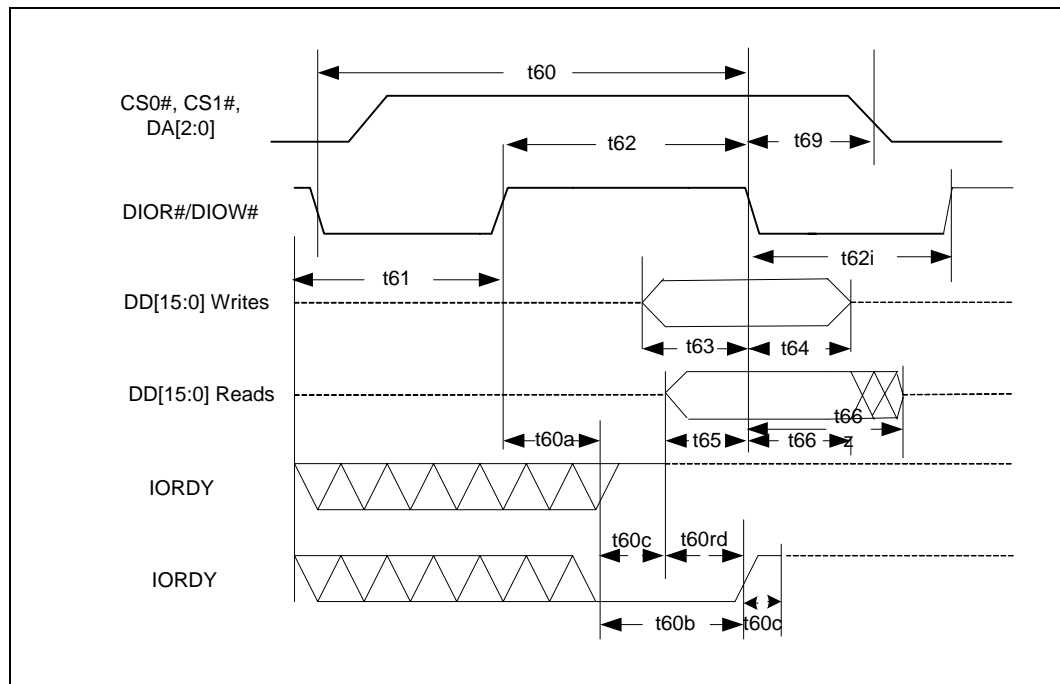 t60
CS0#, CS1#,
DA[2:0]
t62
t69
DIOR#/DIOW#
t62i
t61
DD[15:0] Writes
t63
t64
DD[15:0] Reads
t66
t60a
t65
t66
z
IORDY
t60c
t60rd
IORDY
t60b
t60c